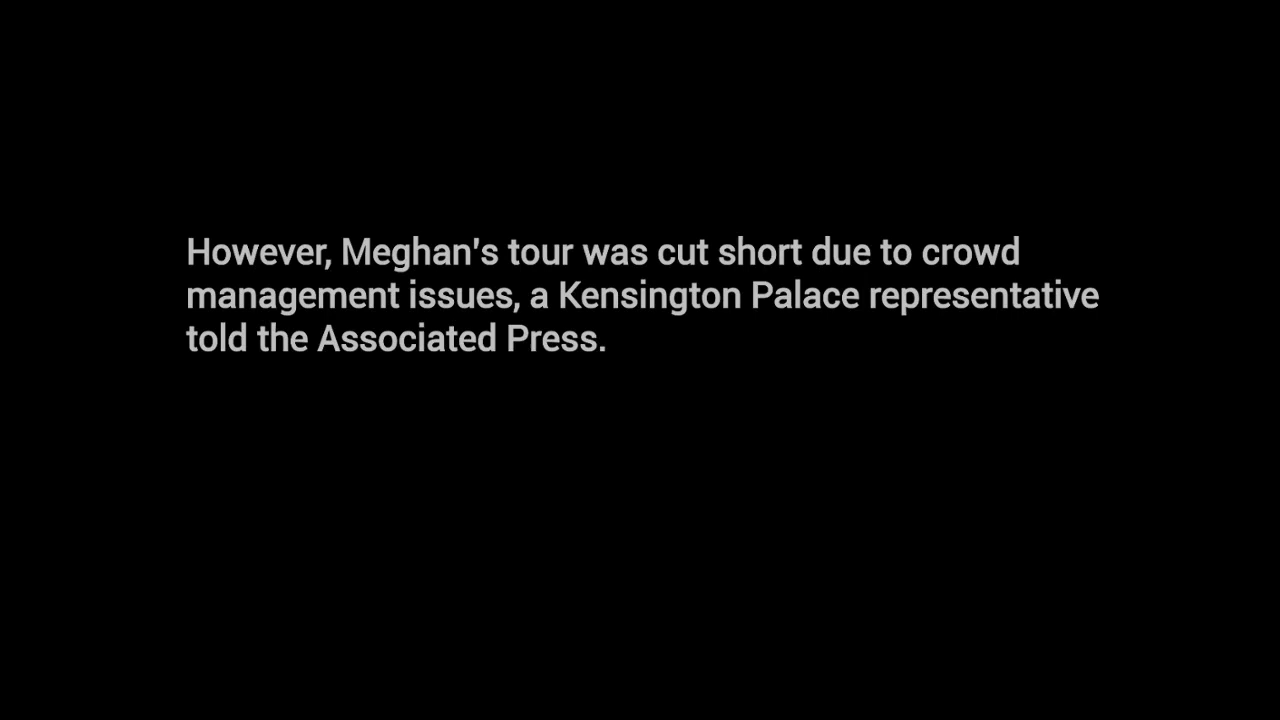 However, Meghan's tour was cut short due to crowd
management issues, a Kensington Palace representative
told the Associated Press.